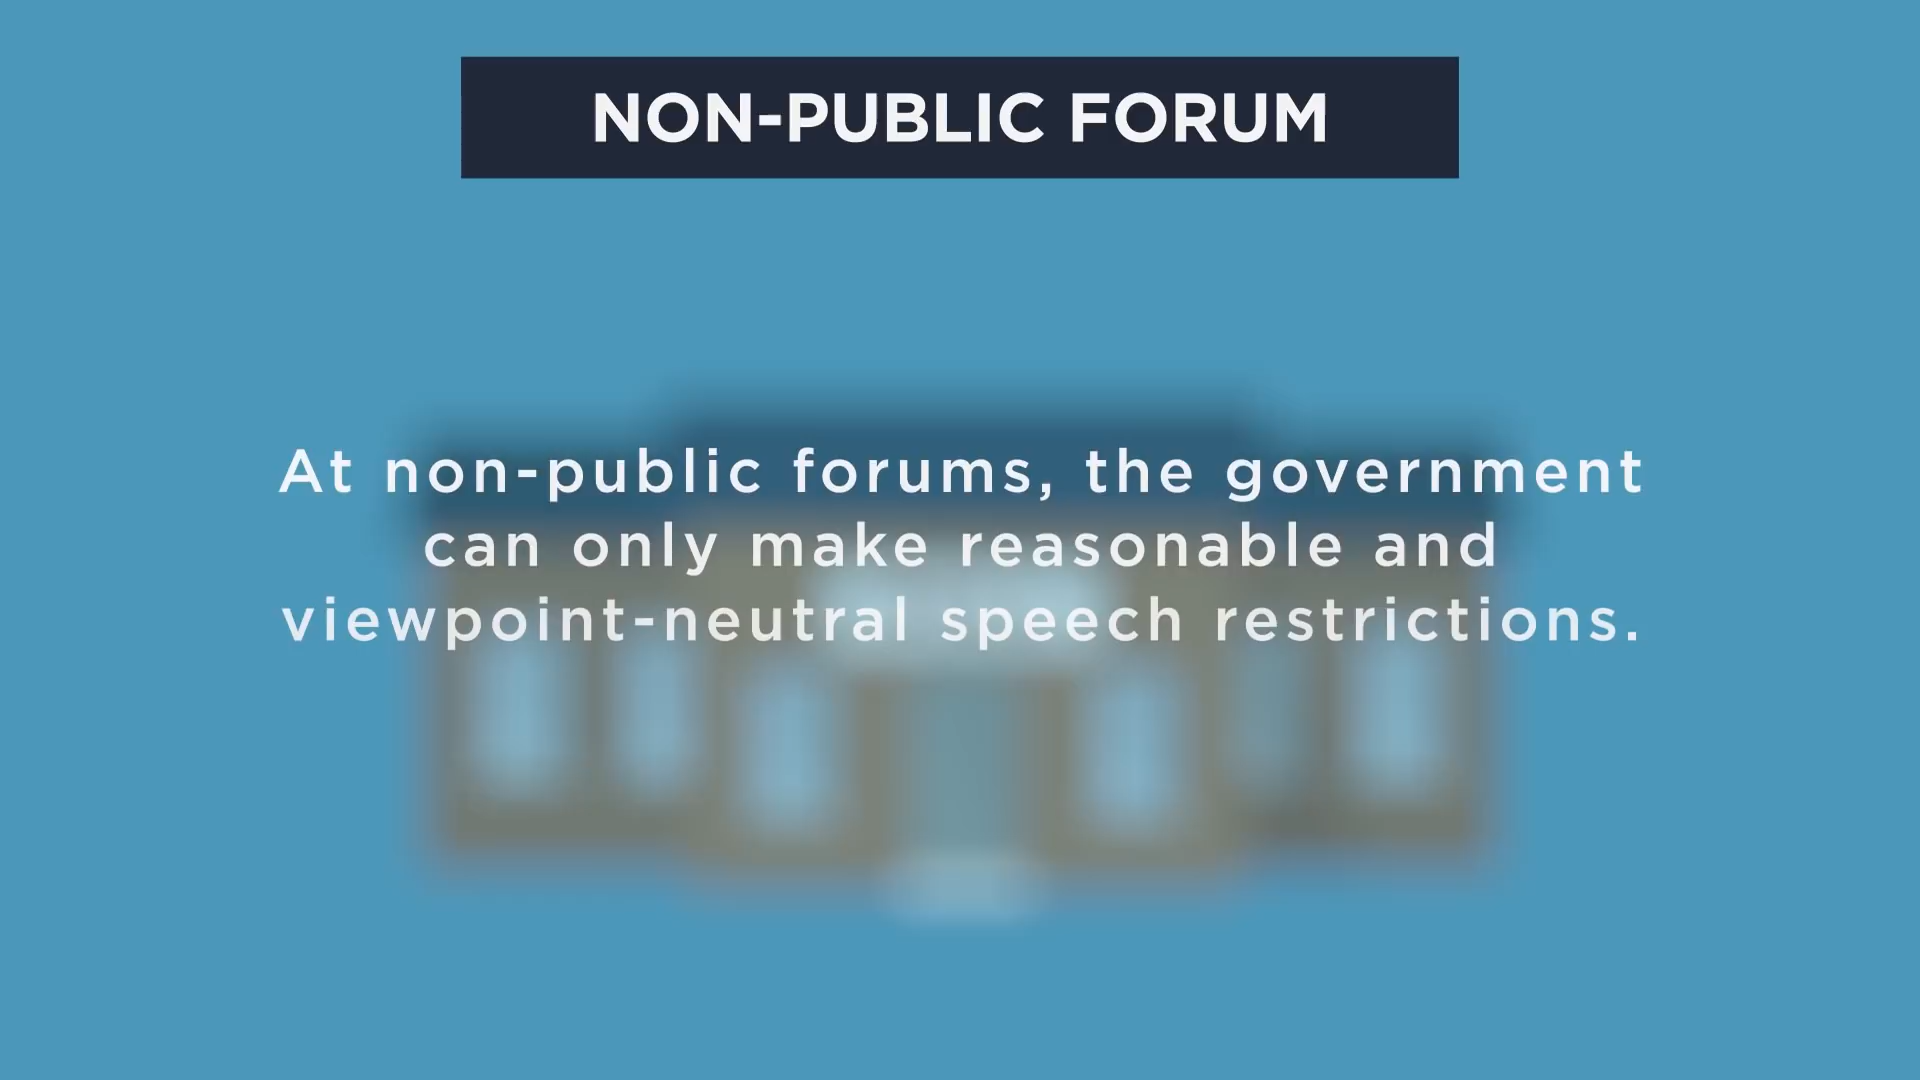 NON-PUBLIC FORUM
At non-public forums, the government
can only make reasonable and
viewpoint-neutral speech restrictions.